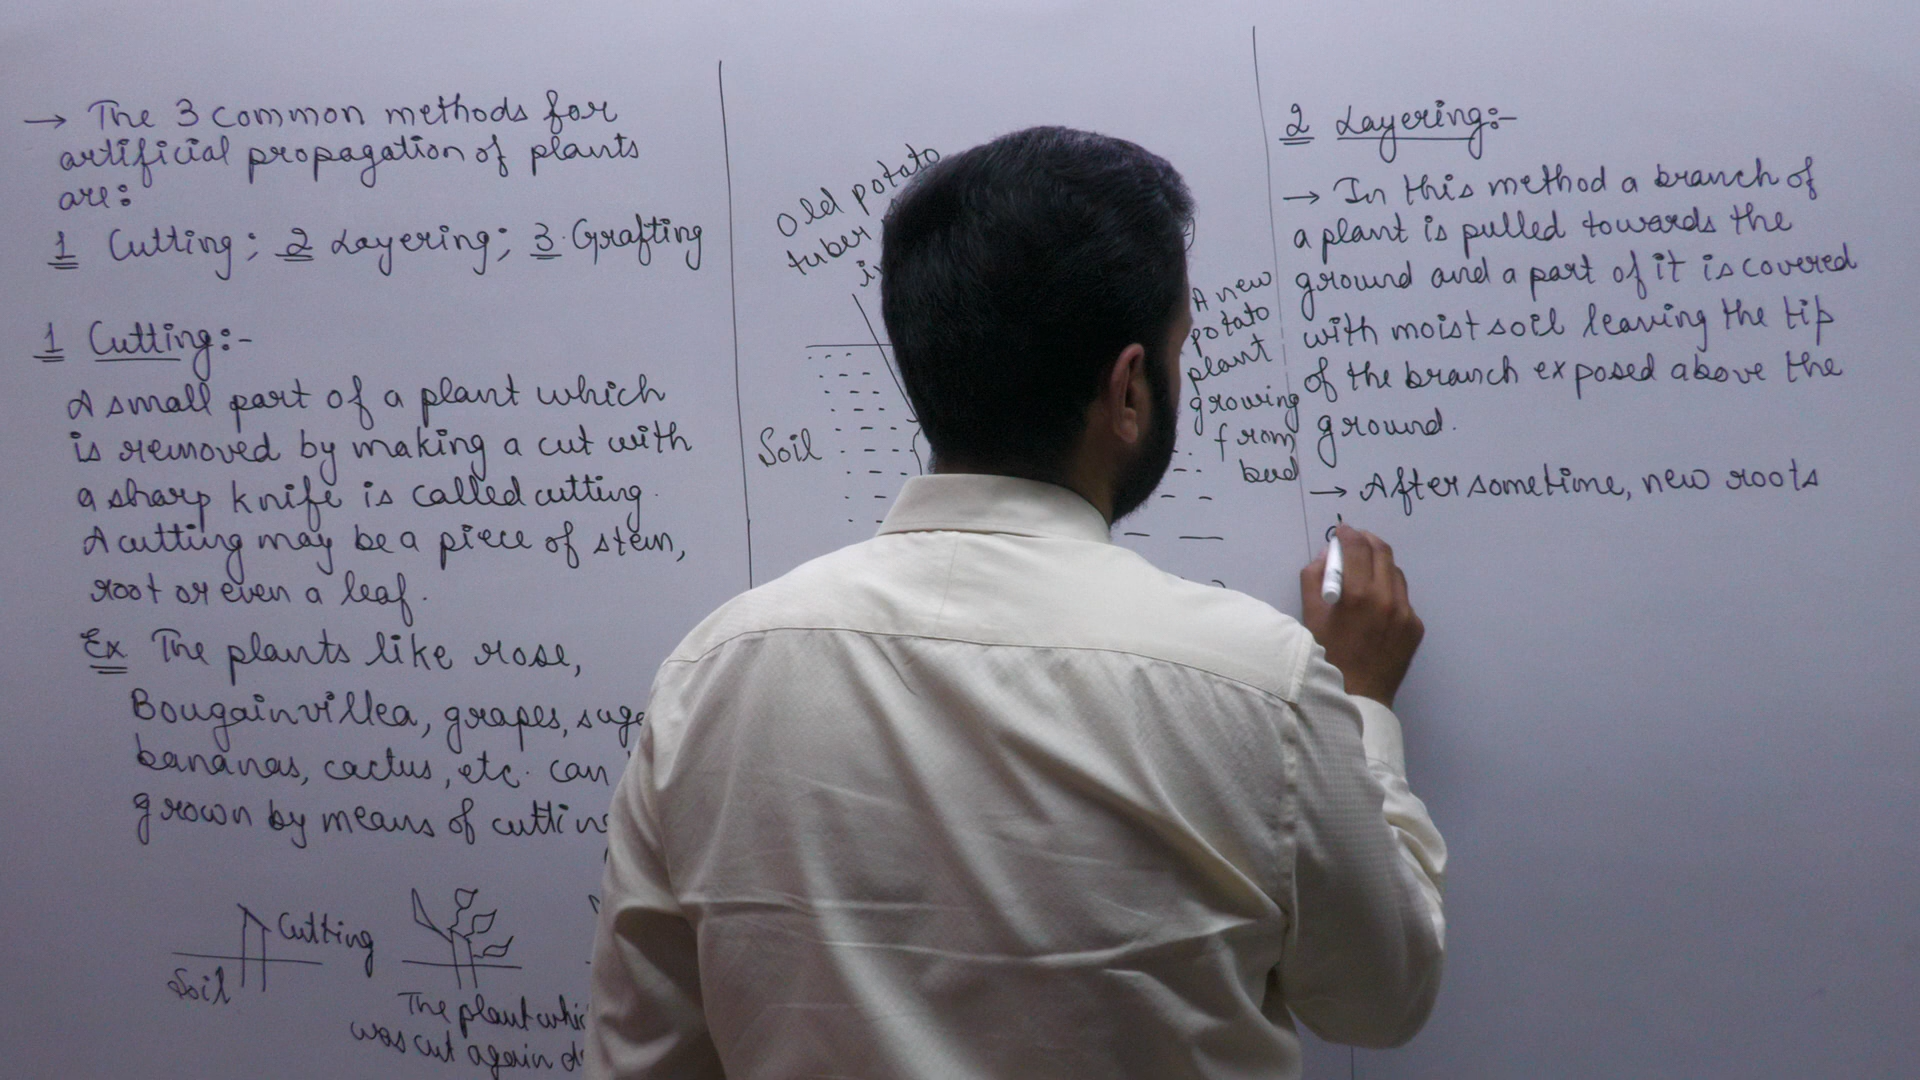 → The 3 common methods for
artificial propagation of plants
are:
1 Cutting; 2 Layering; 3. Grafting
1 Cutting:-
A small part of a plant which
is removed by making a cut with
a sharp knife is called cutting.
A cutting may be a piece of stem,
root or even a leaf.
Ex The plants like rose,
Bougainvillea, grapes,
bananas, cactus, etc. can
grown by means of
Cutting
Soil
The plant
was cut again
Old potato
tuber
Soil
A new
potato
plant
growing
from
bud
2 Layering:-
→ In this method a branch of
a plant is pulled towards the
ground and a part of it is covered
with moist soil leaving the tip
of the branch exposed above the
ground.
→ After sometime, new roots